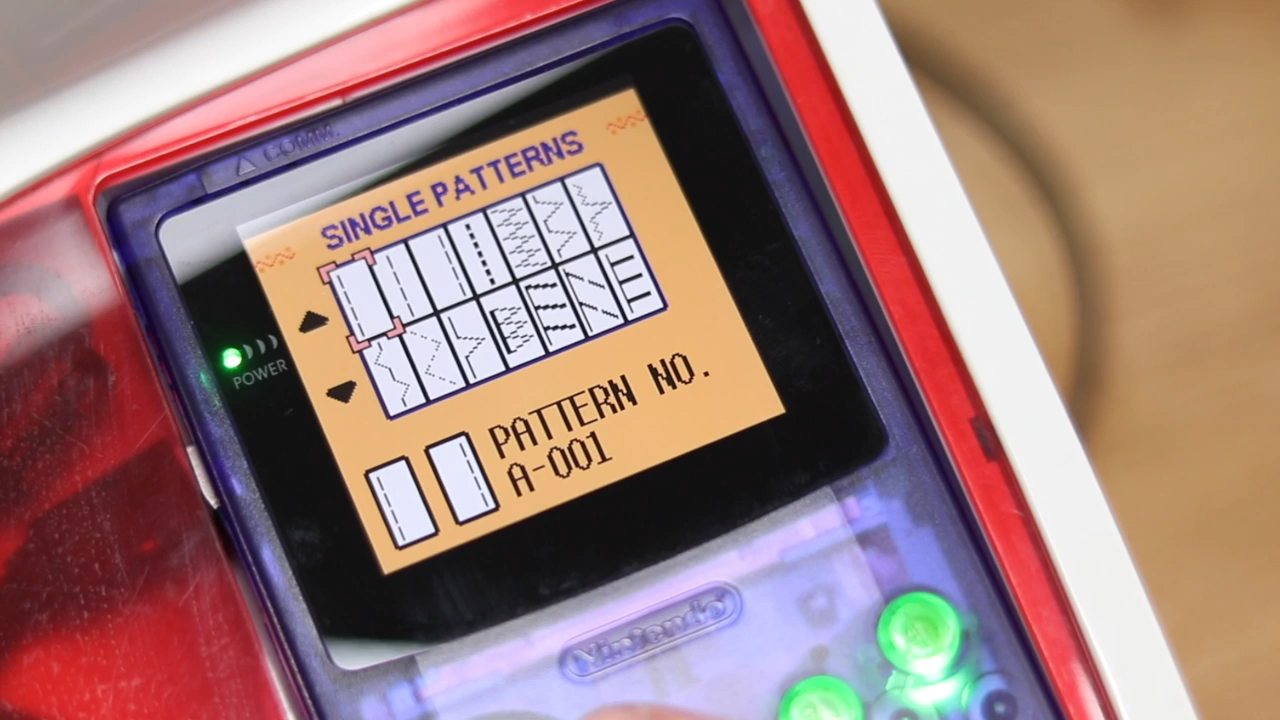 COMM.
SINGLE PATTERNS
POWER
PATTERN NO.
A-001
Nintendo
A